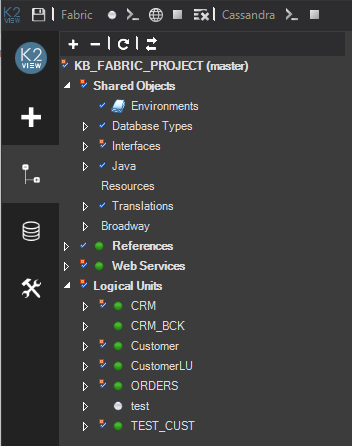 K2 VIEW Fabric Cassandra
K2 VIEW
KB_FABRIC_PROJECT (master)
Shared Objects
Environments
Database Types
Interfaces
Java
Resources
Translations
Broadway
References
Web Services
Logical Units
CRM
CRM_BCK
Customer
CustomerLU
ORDERS
test
TEST_CUST